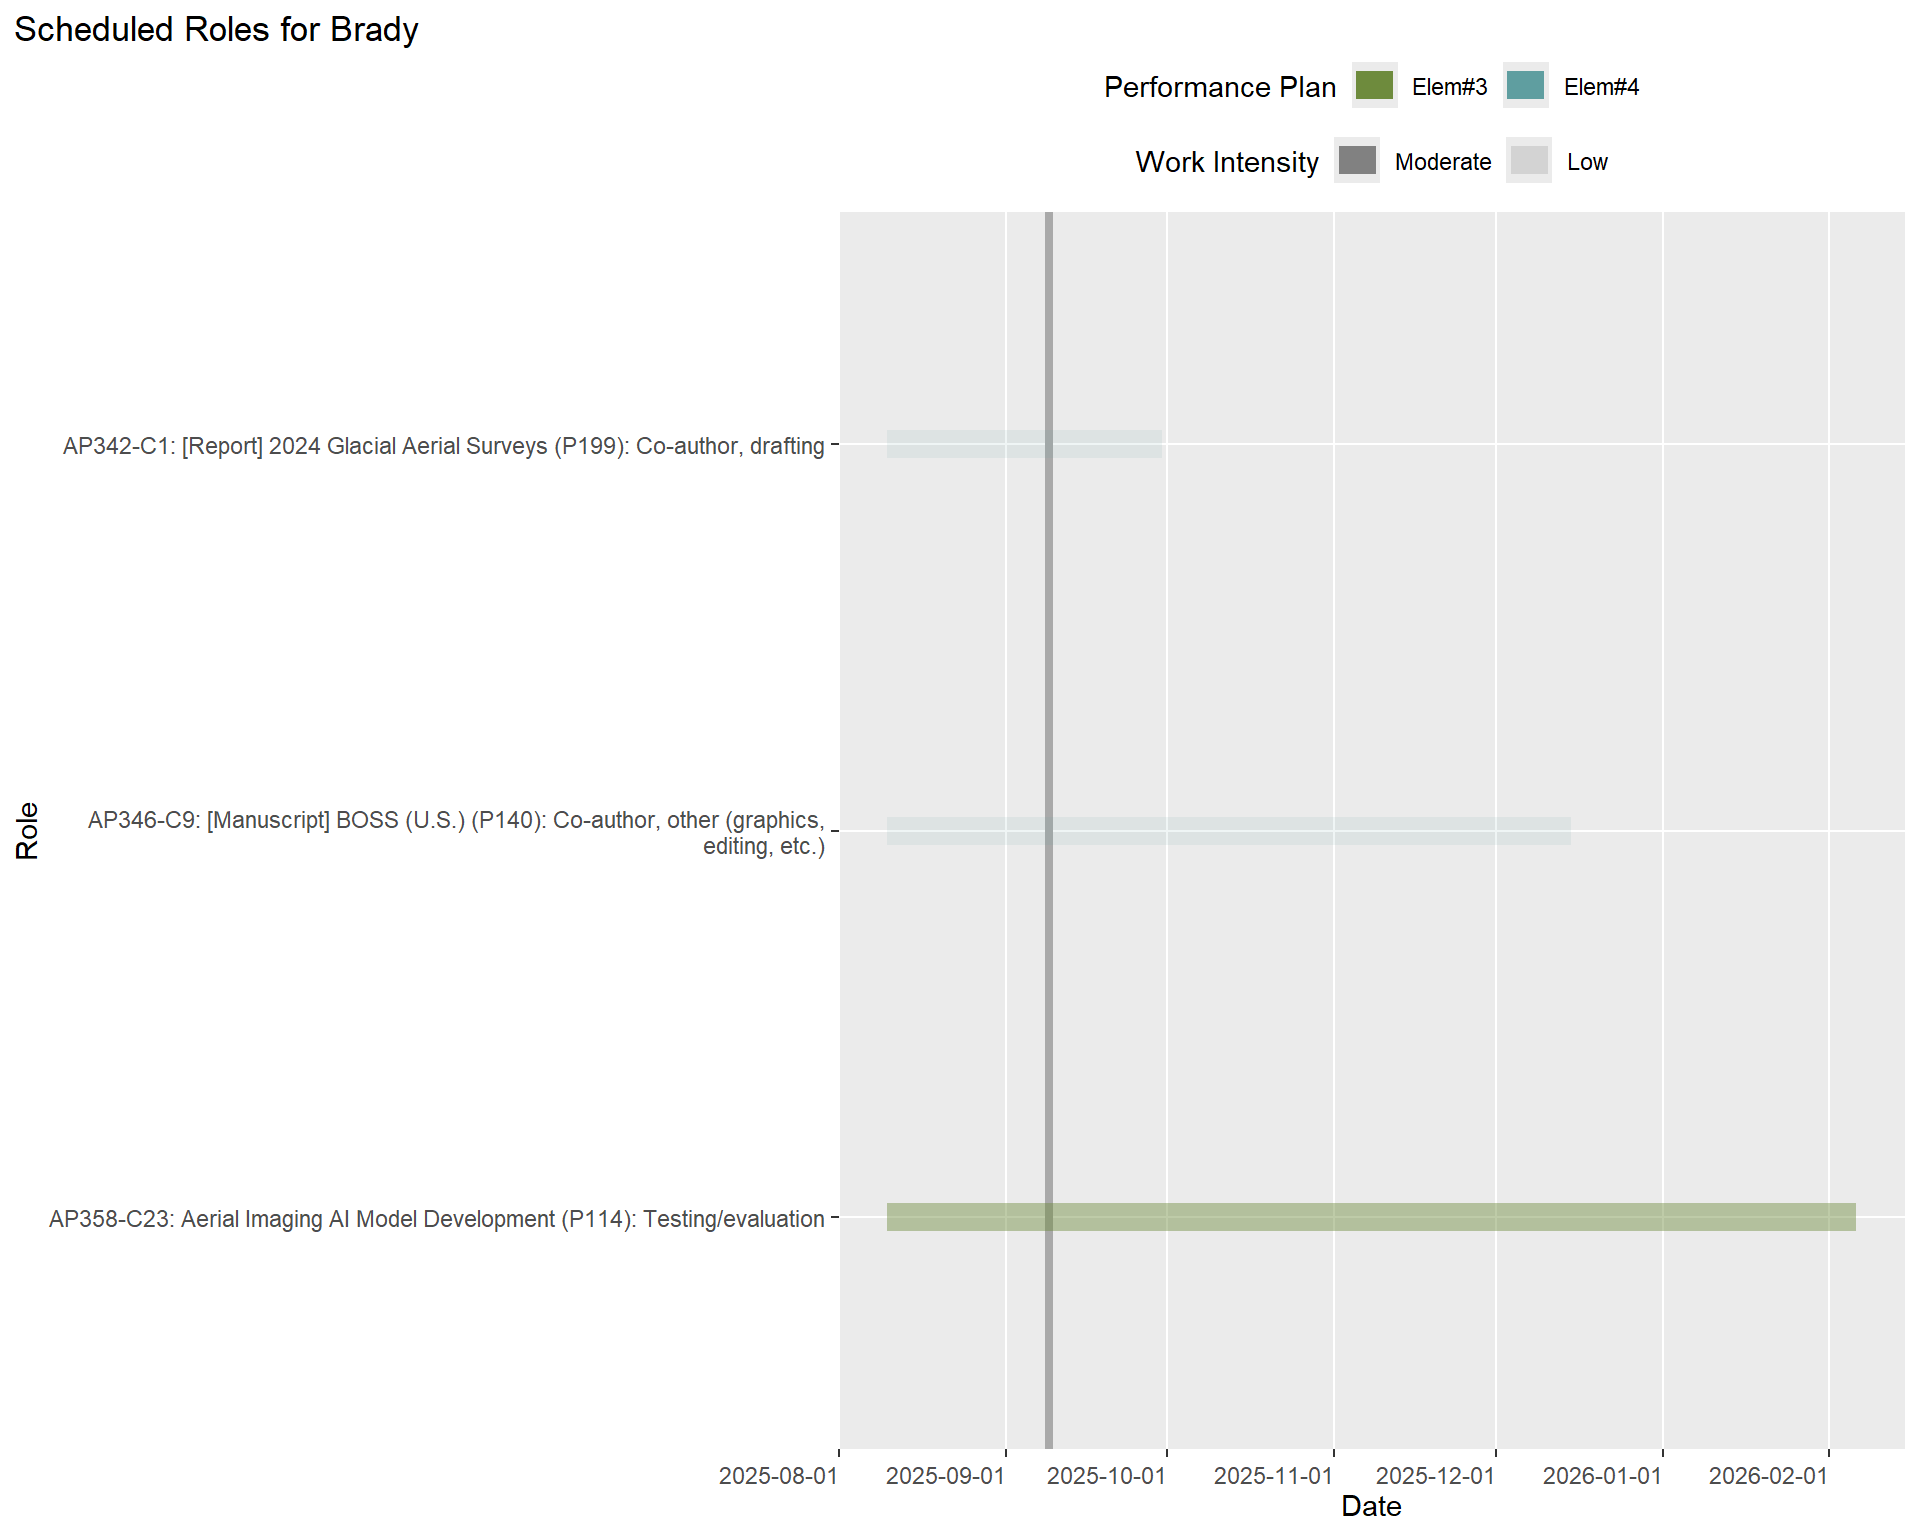 Scheduled Roles for Brady
Performance Plan Elem#3 Elem#4
Work Intensity Moderate Low
Role
AP342-C1: [Report] 2024 Glacial Aerial Surveys (P199): Co-author, drafting
AP346-C9: [Manuscript] BOSS (U.S.) (P140): Co-author, other (graphics,
editing, etc.)
AP358-C23: Aerial Imaging AI Model Development (P114): Testing/evaluation
2025-08-01 2025-09-01 2025-10-01 2025-11-01 2025-12-01 2026-01-01 2026-02-01
Date